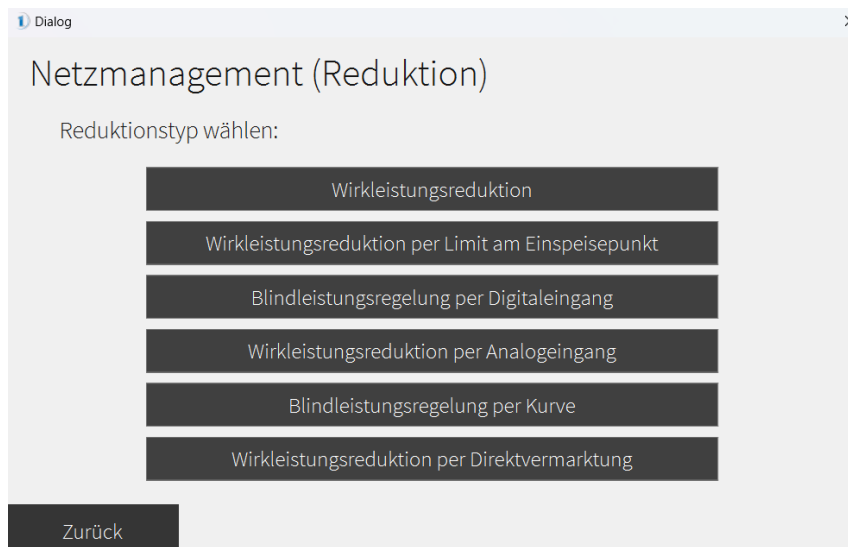 Dialog
Netzmanagement (Reduktion)
Reduktionstyp wählen:
Wirkleistungsreduktion
Wirkleistungsreduktion per Limit am Einspeisepunkt
Blindleistungsregelung per Digitaleingang
Wirkleistungsreduktion per Analogeingang
Blindleistungsregelung per Kurve
Wirkleistungsreduktion per Direktvermarktung
Zurück